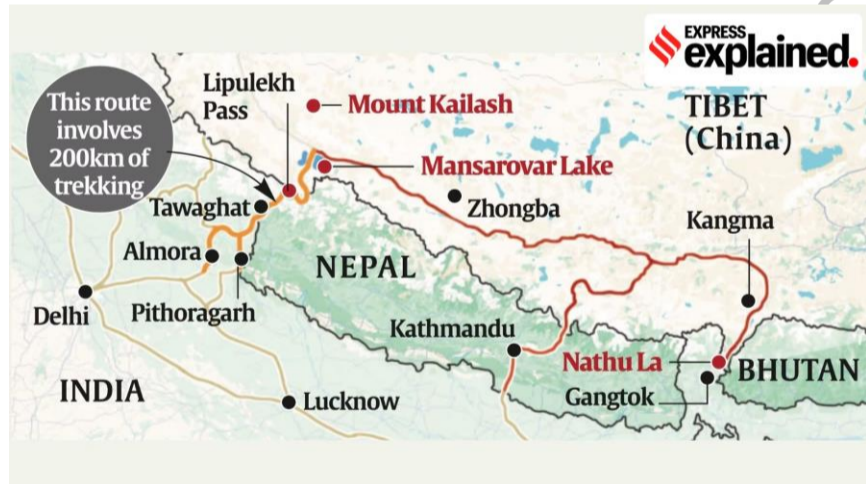 EXPRESS
explained.
This route
involves
200km of
trekking
Lipulekh
Pass
Mount Kailash
TIBET
(China)
Mansarovar Lake
Tawaghat
Zhongba
Kangma
Almora
NEPAL
Delhi
Pithoragarh
Kathmandu
Nathu La
BHUTAN
INDIA
Lucknow
Gangtok